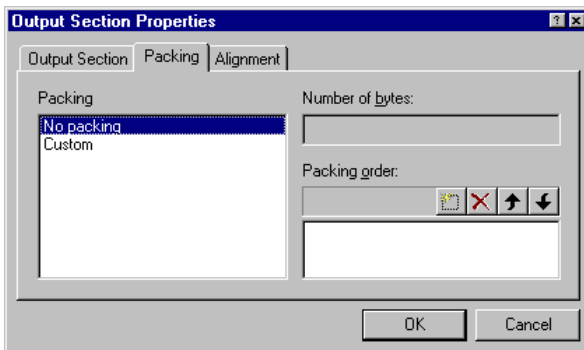 Output Section Properties
Output Section Packing Alignment
Packing
No packing
Custom
Number of bytes:
Packing order:
OK Cancel